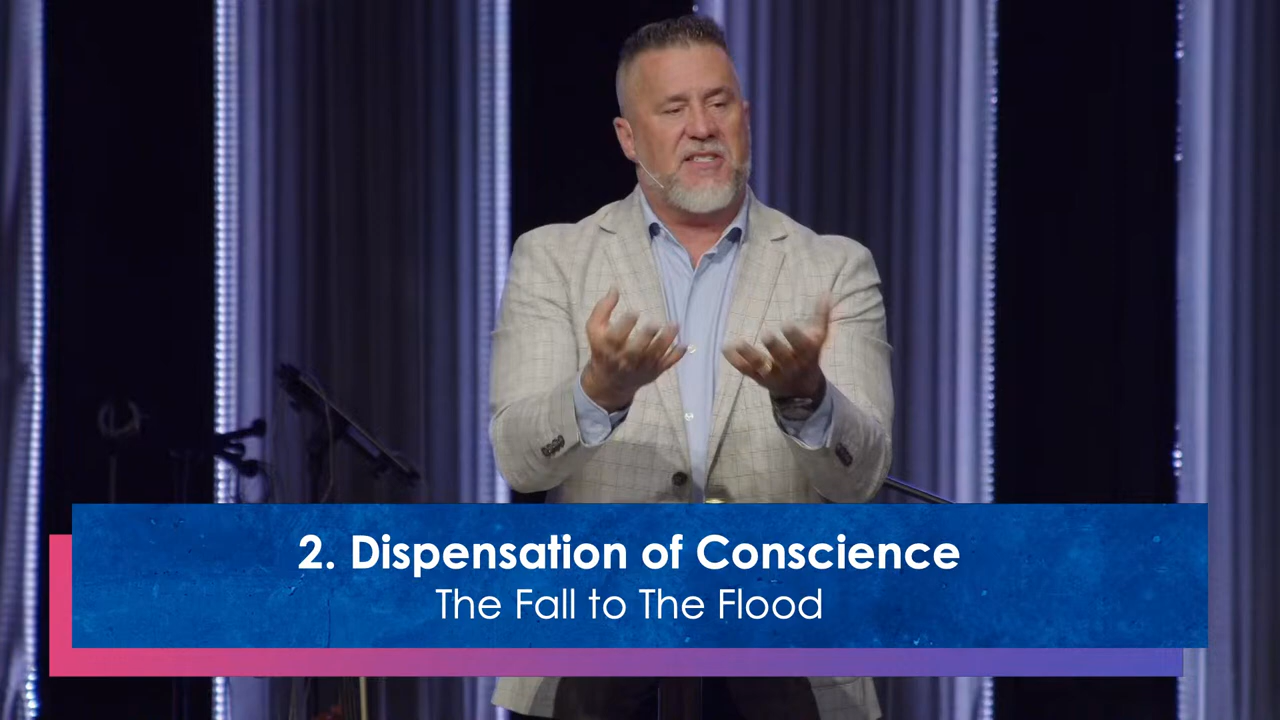 2. Dispensation of Conscience
The Fall to The Flood